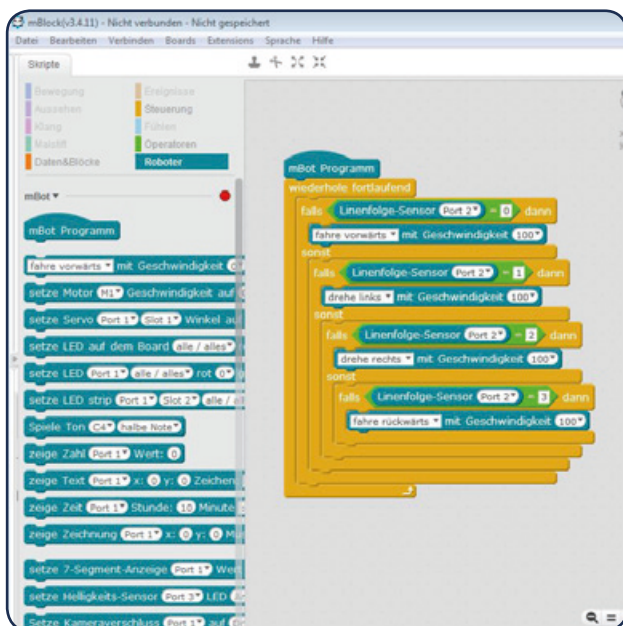 mBlock(v3.4.11) - Nicht verbunden - Nicht gespeichert
Datei Bearbeiten Verbinden Boards Extensions Sprache Hilfe
Skripte
Bewegung Ereignisse
Aussehen Steuerung
Klang Fühlen
Malstift Operatoren
Daten&Blöcke Roboter
mBot
mBot Programm
fahre vorwärts mit Geschwindigkeit 0
setze Motor M1 Geschwindigkeit auf
setze Servo Port 1 Slot 1 Winkel auf
setze LED auf dem Board alle / alles
setze LED Port 1 alle / alles rot 0
setze LED strip Port 1 Slot 2 alle /
Spiele Ton C4 halbe Note
zeige Zahl Port 1 Wert: 0
zeige Text Port 1 x: 0 y: 0 Zeichen
zeige Zeit Port 1 Stunde: 10 Minute
zeige Zeichnung Port 1 x: 0 y: 0
setze 7-Segment-Anzeige Port 1 Wert
setze Helligkeits-Sensor Port 3 LED
Setze Kameraverschluss Port 1 auf
mBot Programm
wiederhole fortlaufend
falls Linenfolge-Sensor Port 2 = 0 dann
fahre vorwärts mit Geschwindigkeit 100
sonst
falls Linenfolge-Sensor Port 2 = 1 dann
drehe links mit Geschwindigkeit 100
sonst
falls Linenfolge-Sensor Port 2 = 2 dann
drehe rechts mit Geschwindigkeit 100
sonst
falls Linenfolge-Sensor Port 2 = 3 dann
fahre rückwärts mit Geschwindigkeit 100